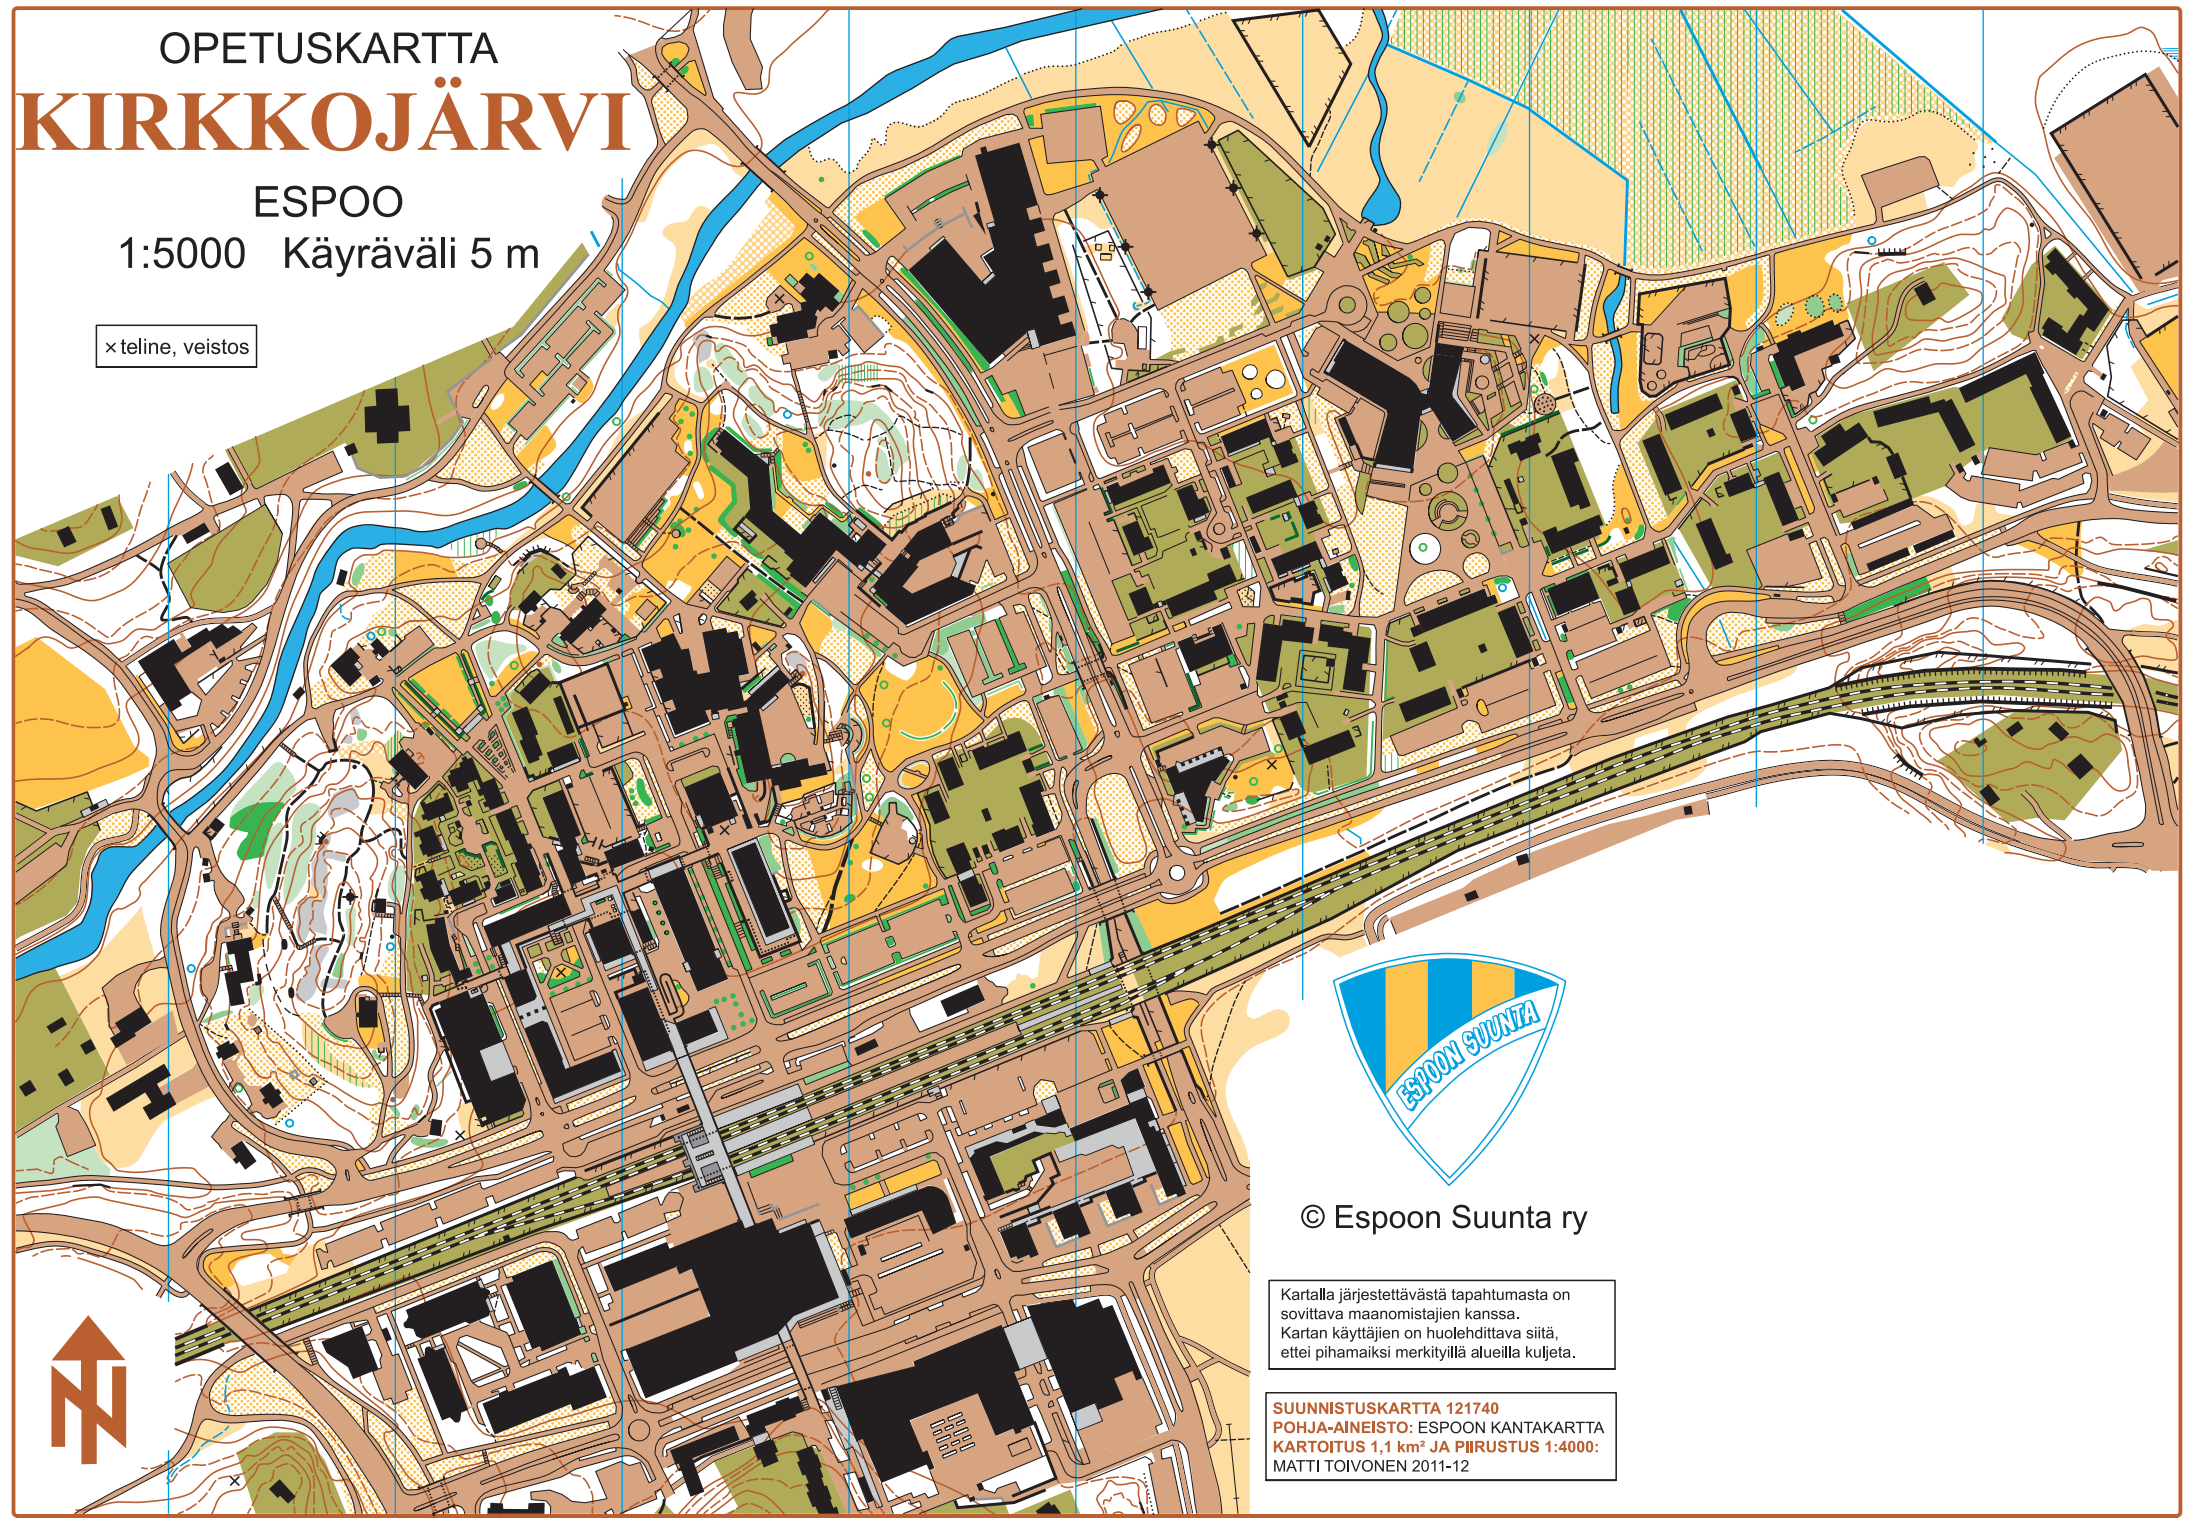 OPETUSKARTTA
KIRKKOJÄRVI
ESPOO
1:5000 Käyräväli 5 m
× teline, veistos
ESPOON SUUNTA
© Espoon Suunta ry
Kartalla järjestettävästä tapahtumasta on
sovittava maanomistajien kanssa.
Kartan käyttäjien on huolehdittava siitä,
ettei pihamaiksi merkityillä alueilla kuljeta.
SUUNNISTUSKARTTA 121740
POHJA-AINEISTO: ESPOON KANTAKARTTA
KARTOITUS 1,1 km² JA PIIRUSTUS 1:4000:
MATTI TOIVONEN 2011-12
N